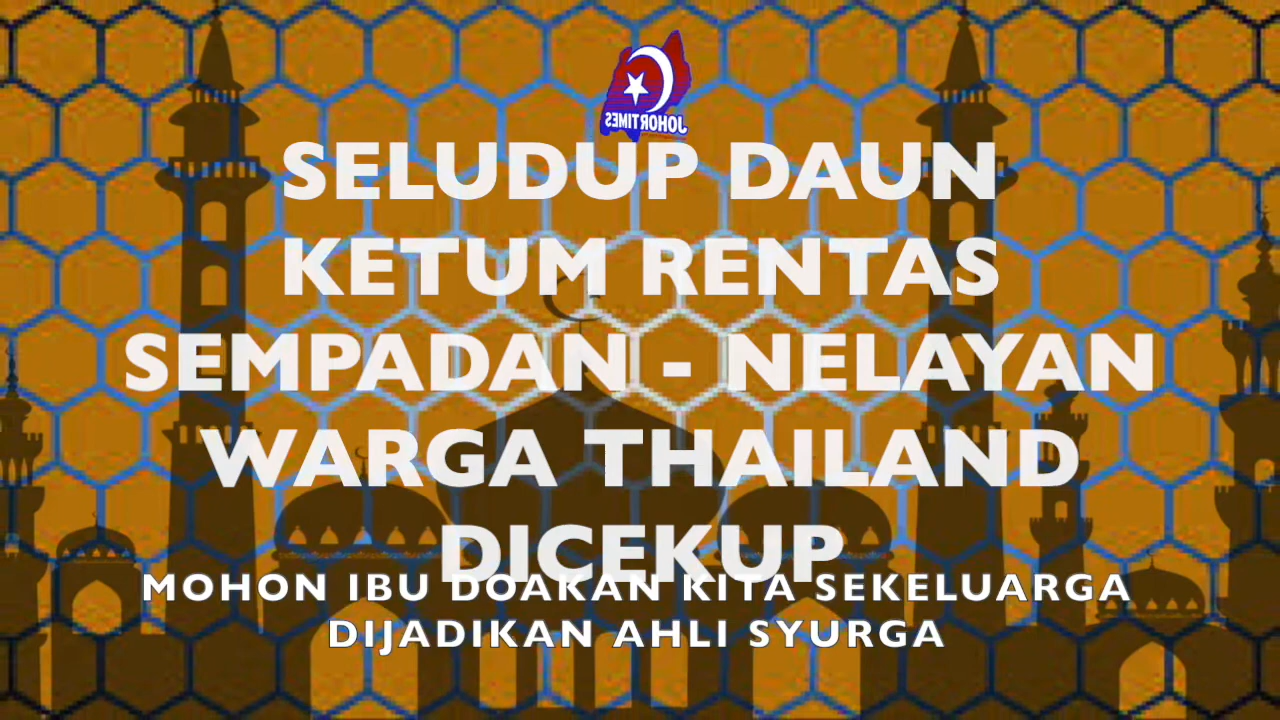 JOHORTIMES
SELUDUP DAUN
KETUM RENTAS
SEMPADAN - NELAYAN
WARGA THAILAND
DICEKUP
MOHON IBU DOAKAN KITA SEKELUARGA
DIJADIKAN AHLI SYURGA